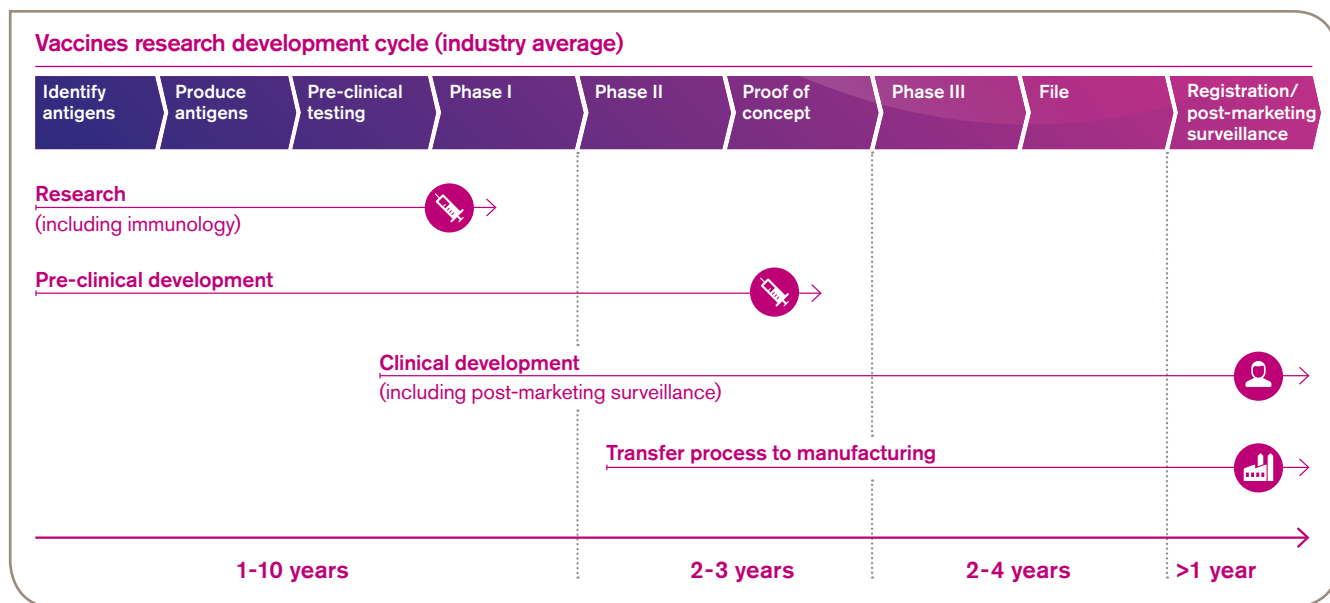 Vaccines research development cycle (industry average)
Identify
antigens
Produce
antigens
Pre-clinical
testing
Phase I
Phase II
Proof of
concept
Phase III
File
Registration/
post-marketing
surveillance
Research
(including immunology)
Pre-clinical development
Clinical development
(including post-marketing surveillance)
Transfer process to manufacturing
1-10 years
2-3 years
2-4 years
>1 year